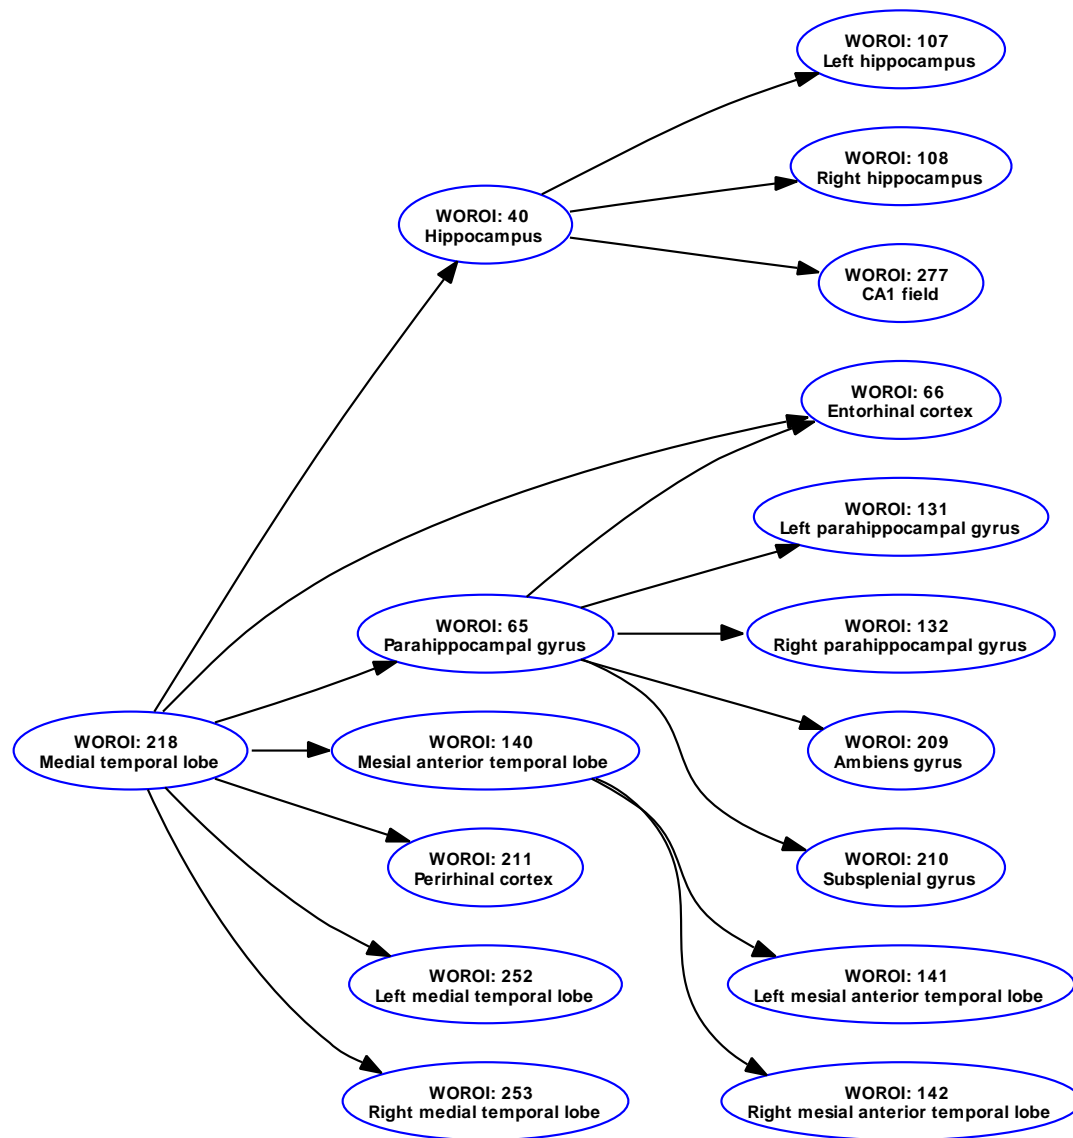 WOROI: 107
Left hippocampus
WOROI: 108
Right hippocampus
WOROI: 40
Hippocampus
WOROI: 277
CA1 field
WOROI: 66
Entorhinal cortex
WOROI: 131
Left parahippocampal gyrus
WOROI: 65
Parahippocampal gyrus
WOROI: 132
Right parahippocampal gyrus
WOROI: 218
Medial temporal lobe
WOROI: 140
Mesial anterior temporal lobe
WOROI: 209
Ambiens gyrus
WOROI: 211
Perirhinal cortex
WOROI: 210
Subsplenial gyrus
WOROI: 252
Left medial temporal lobe
WOROI: 141
Left mesial anterior temporal lobe
WOROI: 253
Right medial temporal lobe
WOROI: 142
Right mesial anterior temporal lobe